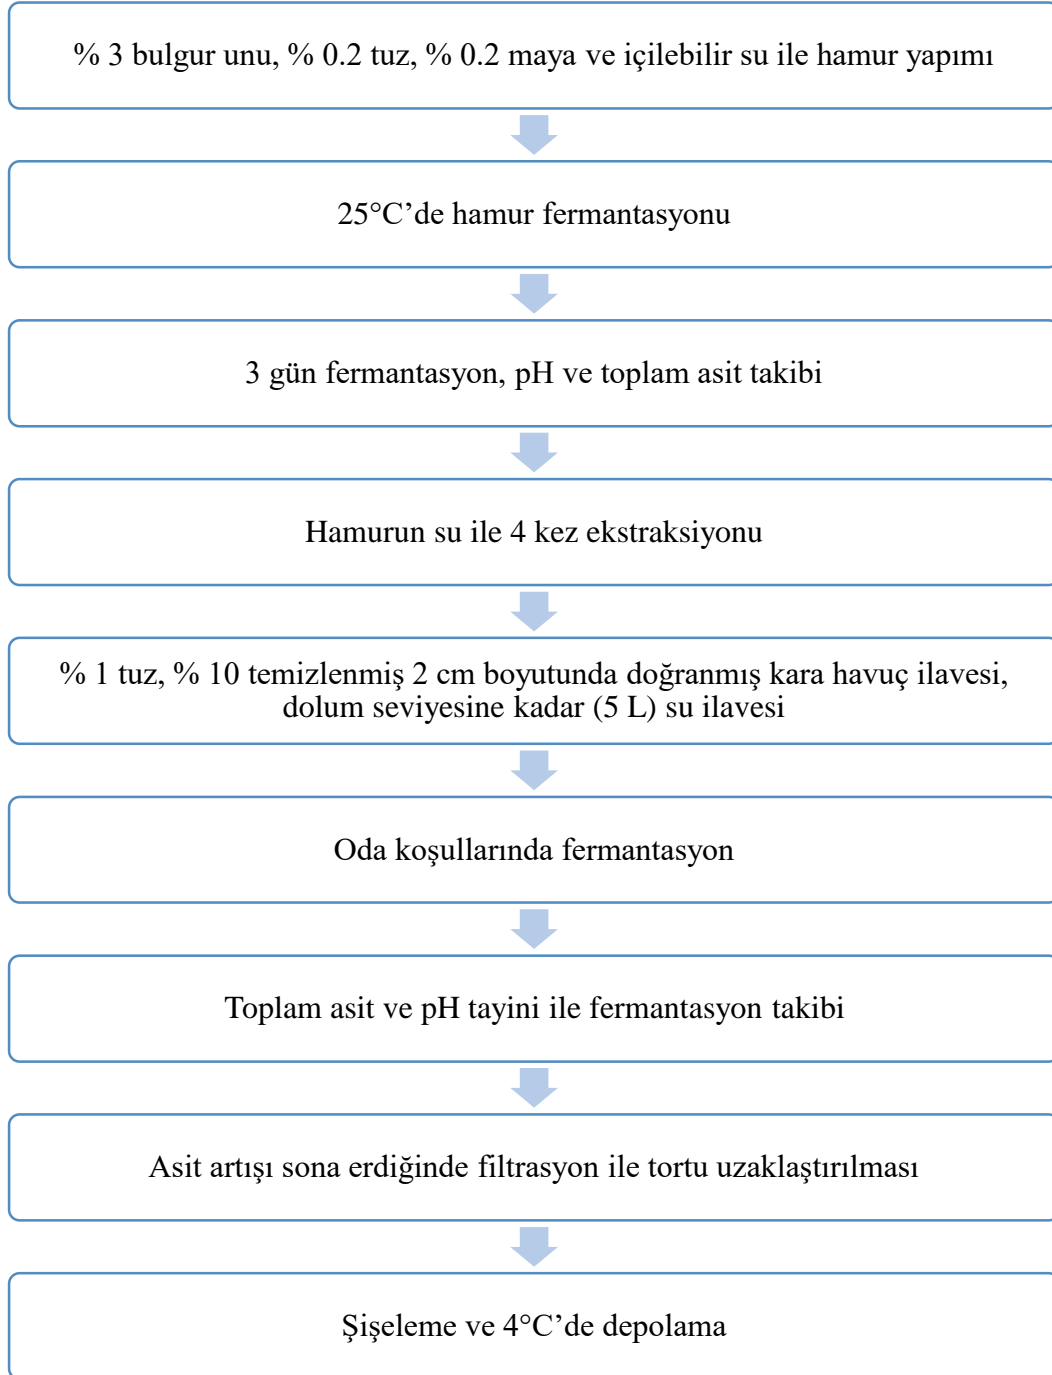 % 3 bulgur unu, % 0.2 tuz, % 0.2 maya ve içilebilir su ile hamur yapımı
25°C’de hamur fermantasyonu
3 gün fermantasyon, pH ve toplam asit takibi
Hamurun su ile 4 kez ekstraksiyonu
% 1 tuz, % 10 temizlenmiş 2 cm boyutunda doğranmış kara havuç ilavesi,
dolum seviyesine kadar (5 L) su ilavesi
Oda koşullarında fermantasyon
Toplam asit ve pH tayini ile fermantasyon takibi
Asit artışı sona erdiğinde filtrasyon ile tortu uzaklaştırılması
Şişeleme ve 4°C’de depolama